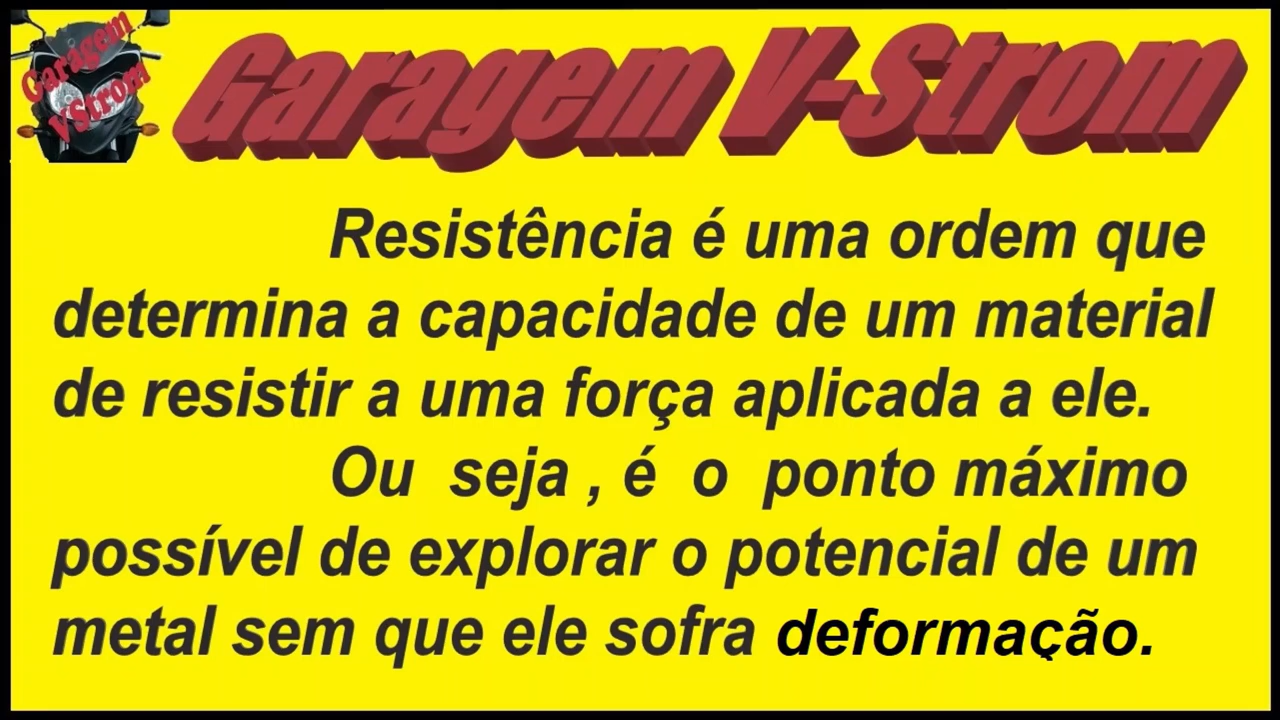 Garagem
Garagem V-Strom
VStrom
Resistência é uma ordem que
determina a capacidade de um material
de resistir a uma força aplicada a ele.
Ou seja , é o ponto máximo
possível de explorar o potencial de um
metal sem que ele sofra deformação.